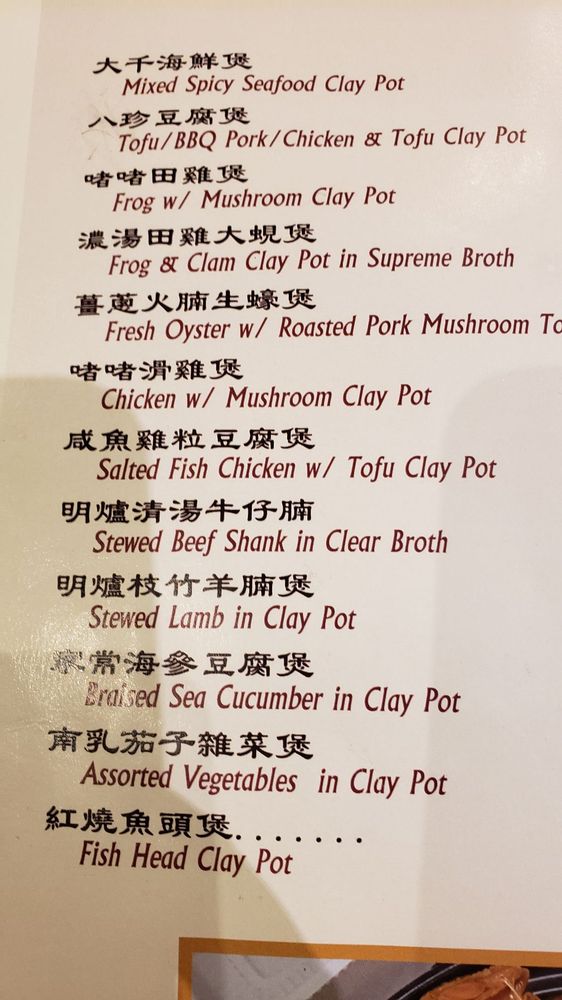 大千海鮮煲
Mixed Spicy Seafood Clay Pot
八珍豆腐煲
Tofu/BBQ Pork/Chicken & Tofu Clay Pot
啫啫田雞煲
Frog w/ Mushroom Clay Pot
濃湯田雞大蜆煲
Frog & Clam Clay Pot in Supreme Broth
薑蔥火腩生蠔煲
Fresh Oyster w/ Roasted Pork Mushroom To
啫啫滑雞煲
Chicken w/ Mushroom Clay Pot
咸魚雞粒豆腐煲
Salted Fish Chicken w/ Tofu Clay Pot
明爐清湯牛仔腩
Stewed Beef Shank in Clear Broth
明爐枝竹羊腩煲
Stewed Lamb in Clay Pot
家常海參豆腐煲
Braised Sea Cucumber in Clay Pot
南乳茄子雜菜煲
Assorted Vegetables in Clay Pot
紅燒魚頭煲.......
Fish Head Clay Pot